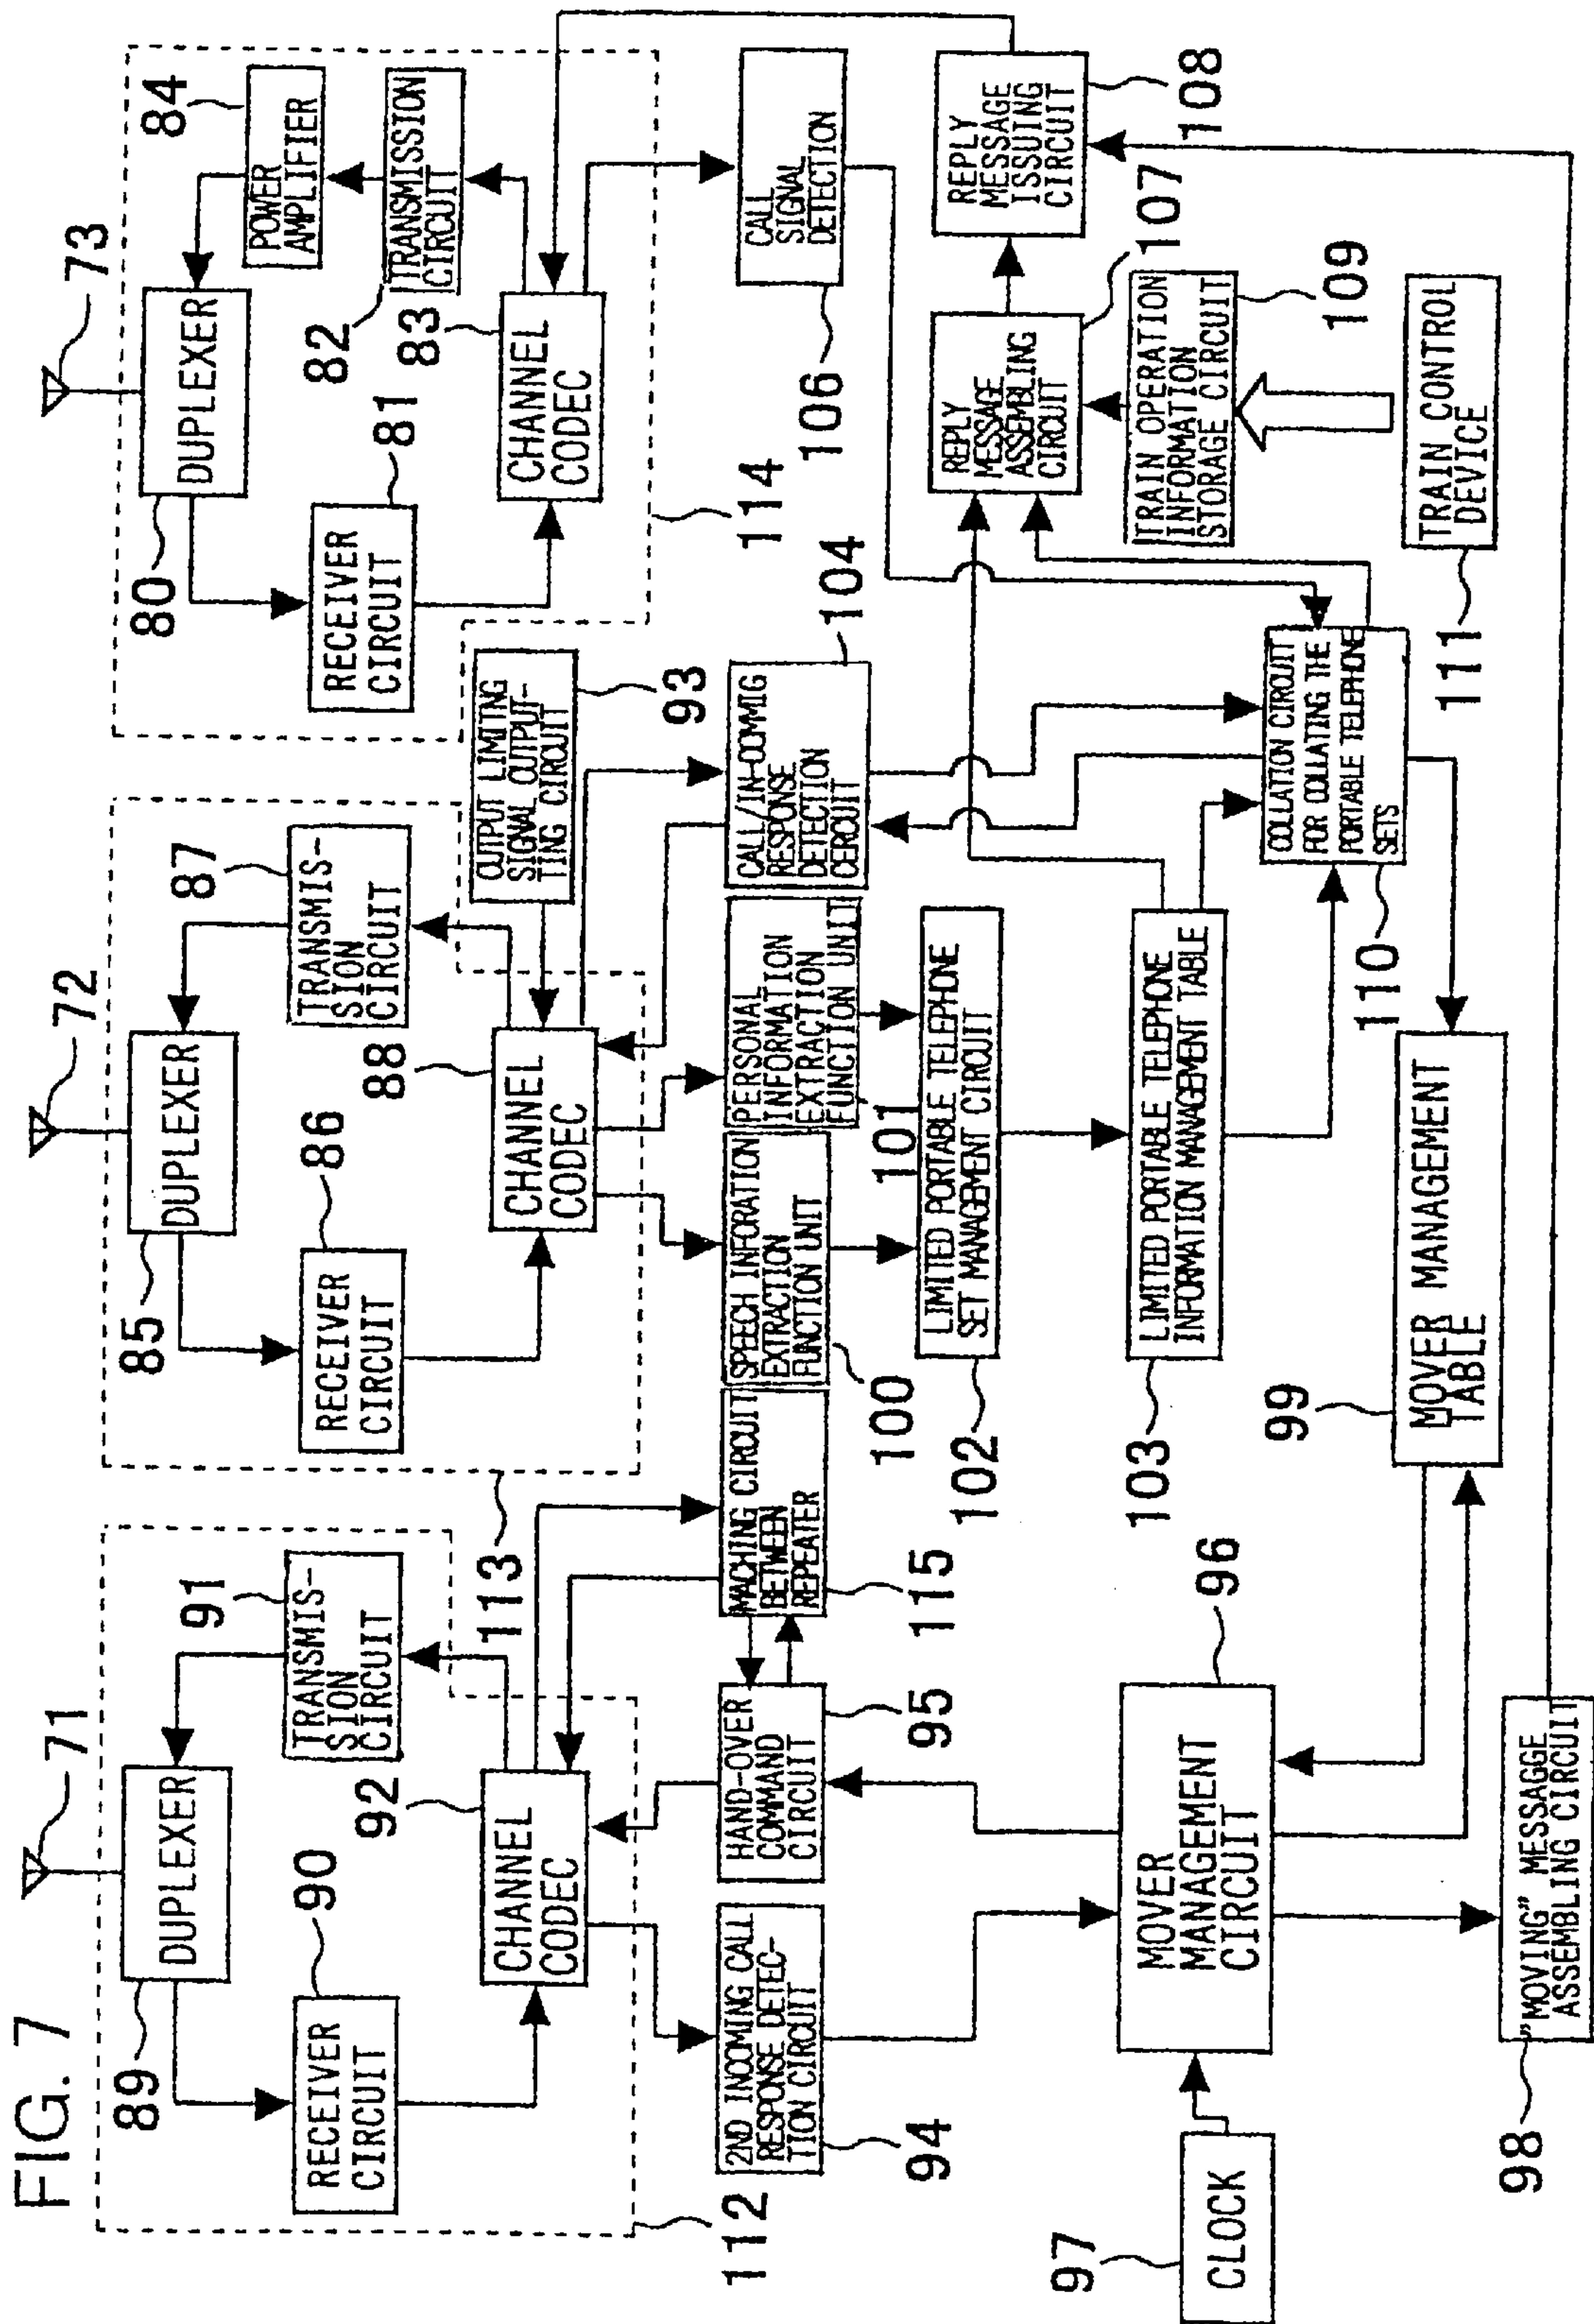 FIG. 7
71
72
73
89
DUPLEXER
90
RECEIVER
CIRCUIT
91
TRANSMIS-
SION
CIRCUIT
92
CHANNEL
CODEC
112
85
DUPLEXER
86
RECEIVER
CIRCUIT
87
TRANSMIS-
SION
CIRCUIT
88
CHANNEL
CODEC
113
80
DUPLEXER
81
RECEIVER
CIRCUIT
84
POWER
AMPLIFIER
82
TRANSMISSION
CIRCUIT
83
CHANNEL
CODEC
114
OUTPUT LIMITING
SIGNAL OUTPUT-
TING CIRCUIT
93
2ND INCOMING CALL
RESPONSE DETEC-
TION CIRCUIT
94
HAND-OVER
COMMAND
CIRCUIT
95
MACHING CIRCUIT
BETWEEN
REPEATER
115
SPEECH INFORATION
EXTRACTION
FUNCTION UNIT
100
PERSONAL
INFORMATION
EXTRACTION
FUNCTION UNIT
101
CALL/IN-COMMIG
RESPONSE
DETECTION
CERCUIT
104
CALL
SIGNAL
DETECTION
106
LIMITED PORTABLE TELEPHONE
SET MANAGEMENT CIRCUIT
102
REPLY
MESSAGE
ASSEMBLING
CIRCUIT
107
REPLY
MESSAGE
ISSUING
CIRCUIT
108
LIMITED PORTABLE TELEPHONE
INFORMATION MANAGEMENT TABLE
103
TRAIN OPERATION
INFORMATION
STORAGE CIRCUIT
109
CLOCK
97
MOVER
MANAGEMENT
CIRCUIT
96
COLLATION CIRCUIT
FOR COLLATING THE
PORTABLE TELEPHONE
SETS
110
TRAIN CONTROL
DEVICE
111
MOVER MANAGEMENT
TABLE
99
"MOVING" MESSAGE
ASSEMBLING CIRCUIT
98